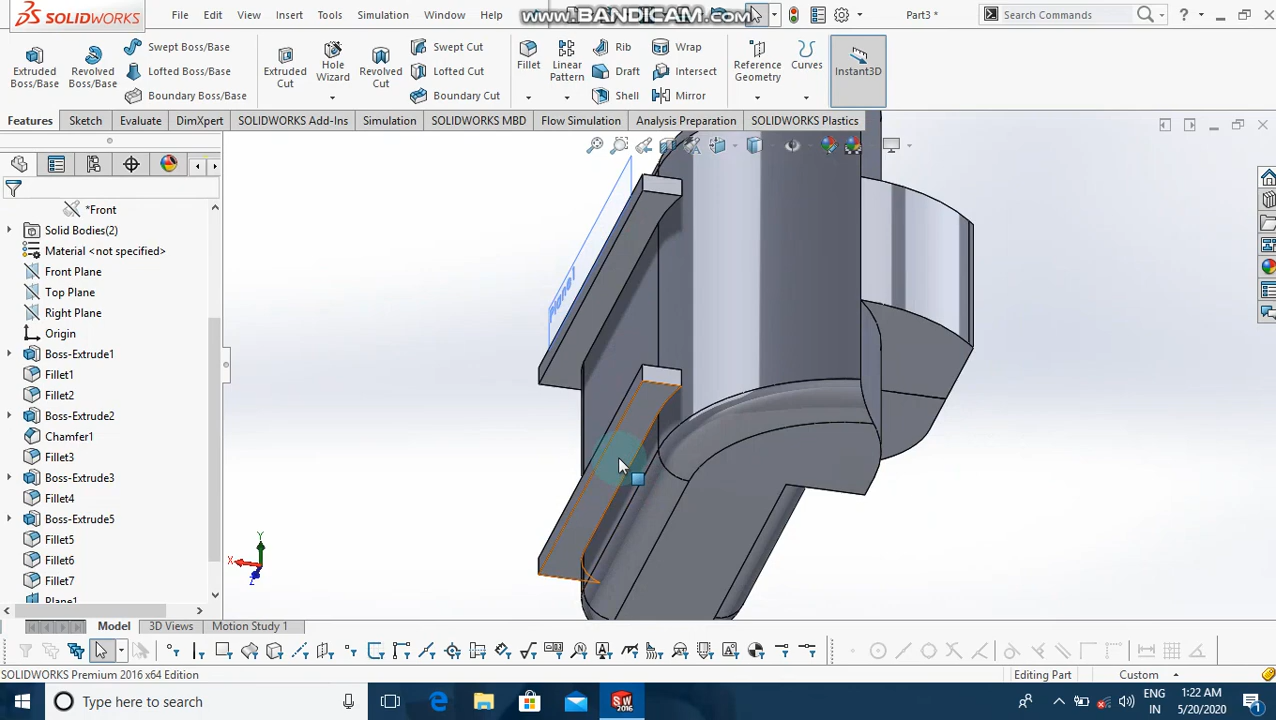 SOLIDWORKS File Edit View Insert Tools Simulation Window Help www.BANDICAM.com Part3 * Search Commands ?
Extruded Boss/Base
Revolved Boss/Base
Swept Boss/Base
Lofted Boss/Base
Boundary Boss/Base
Extruded Cut
Hole Wizard
Revolved Cut
Swept Cut
Lofted Cut
Boundary Cut
Fillet
Linear Pattern
Rib
Draft
Shell
Wrap
Intersect
Mirror
Reference Geometry
Curves
Instant3D
Features Sketch Evaluate DimXpert SOLIDWORKS Add-Ins Simulation SOLIDWORKS MBD Flow Simulation Analysis Preparation SOLIDWORKS Plastics
*Front
Solid Bodies(2)
Material <not specified>
Front Plane
Top Plane
Right Plane
Origin
Boss-Extrude1
Fillet1
Fillet2
Boss-Extrude2
Chamfer1
Fillet3
Boss-Extrude3
Fillet4
Boss-Extrude5
Fillet5
Fillet6
Fillet7
Plane1
Plane1
Y
X
Z
Model 3D Views Motion Study 1
SOLIDWORKS Premium 2016 x64 Edition Editing Part Custom
Type here to search
SW 2016
ENG
IN
1:22 AM
5/20/2020
1